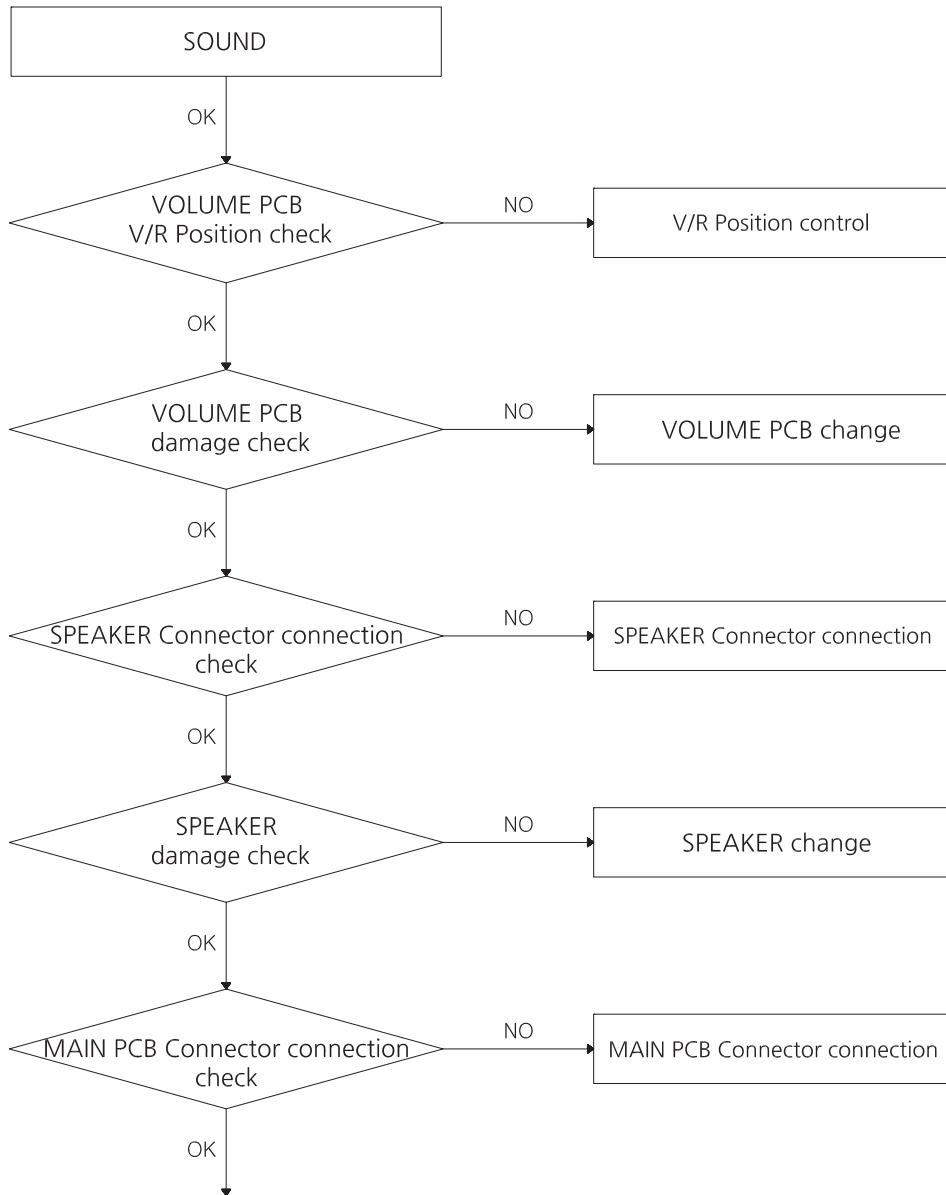 SOUND
OK
VOLUME PCB
V/R Position check
NO
V/R Position control
OK
VOLUME PCB
damage check
NO
VOLUME PCB change
OK
SPEAKER Connector connection
check
NO
SPEAKER Connector connection
OK
SPEAKER
damage check
NO
SPEAKER change
OK
MAIN PCB Connector connection
check
NO
MAIN PCB Connector connection
OK